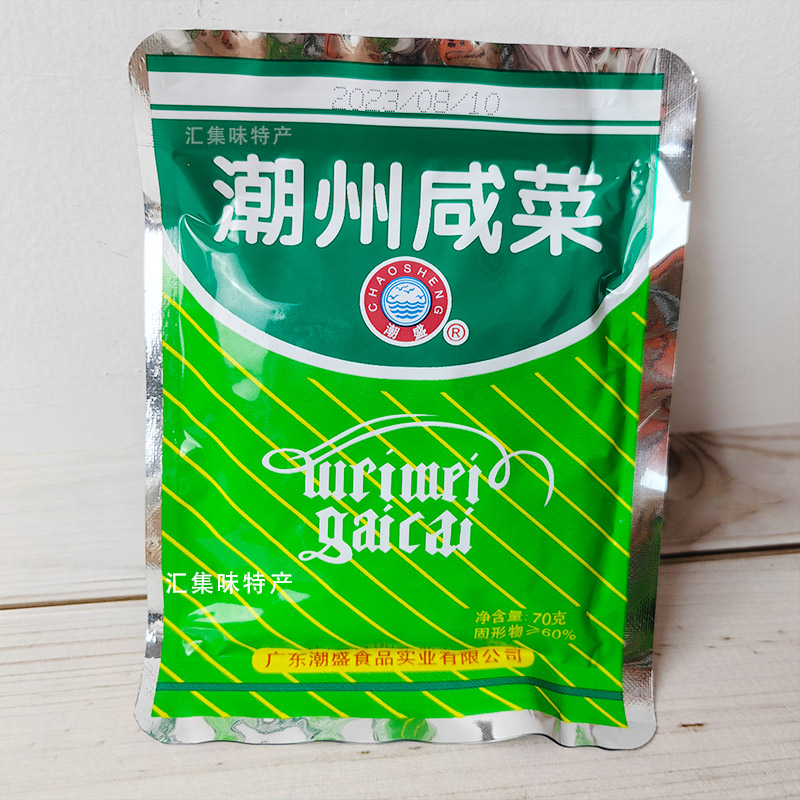 2023/08/10
汇集味特产
潮州咸菜
CHAOSHENG
潮盛
®
weiwei
gaicai
汇集味特产
净含量:70克
固形物≥60%
广东潮盛食品实业有限公司